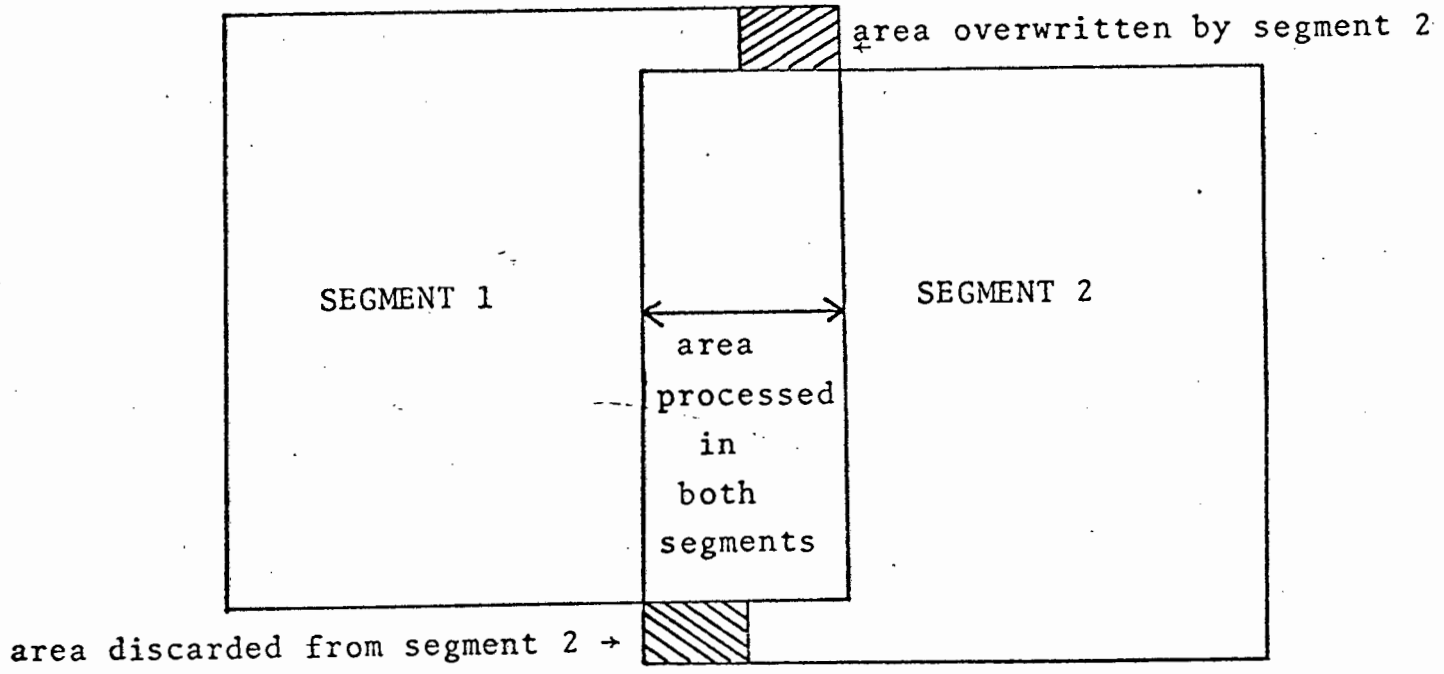 ← area overwritten by segment 2
SEGMENT 1
SEGMENT 2
area
processed
in
both
segments
area discarded from segment 2 →